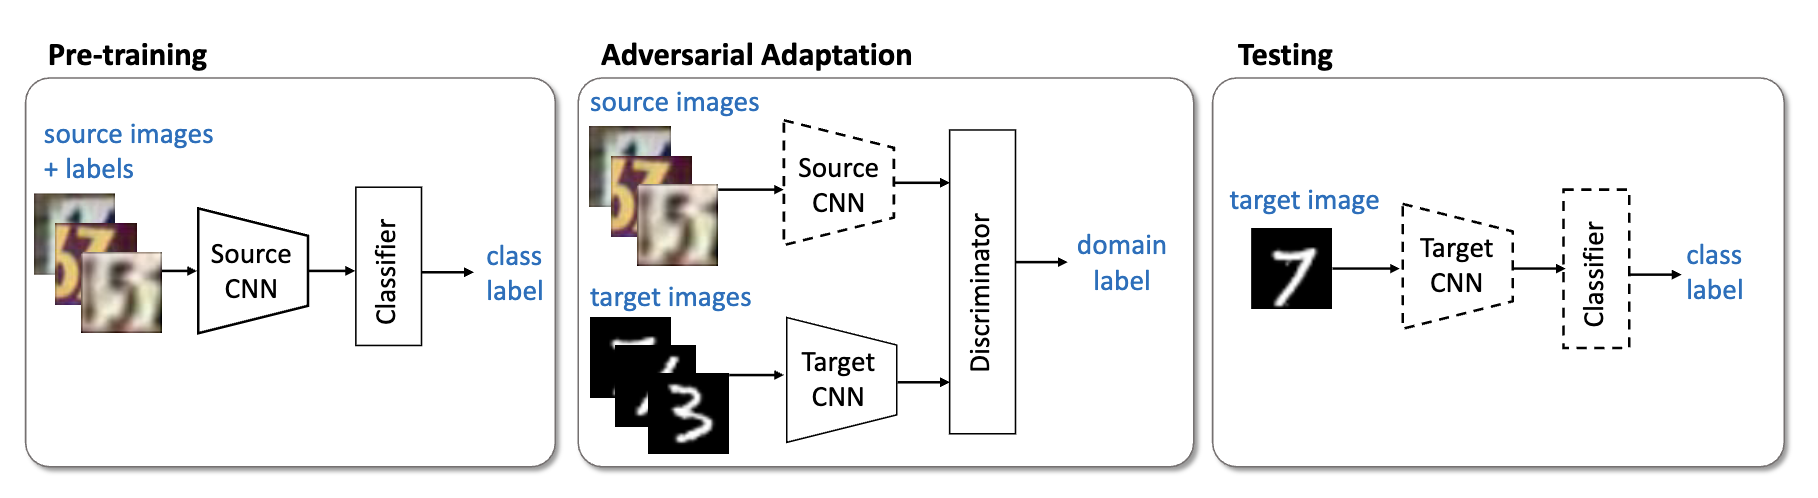 Pre-training
source images
+ labels
Source
CNN
Classifier
class
label
Adversarial Adaptation
source images
Source
CNN
target images
Target
CNN
Discriminator
domain
label
Testing
target image
7
Target
CNN
Classifier
class
label